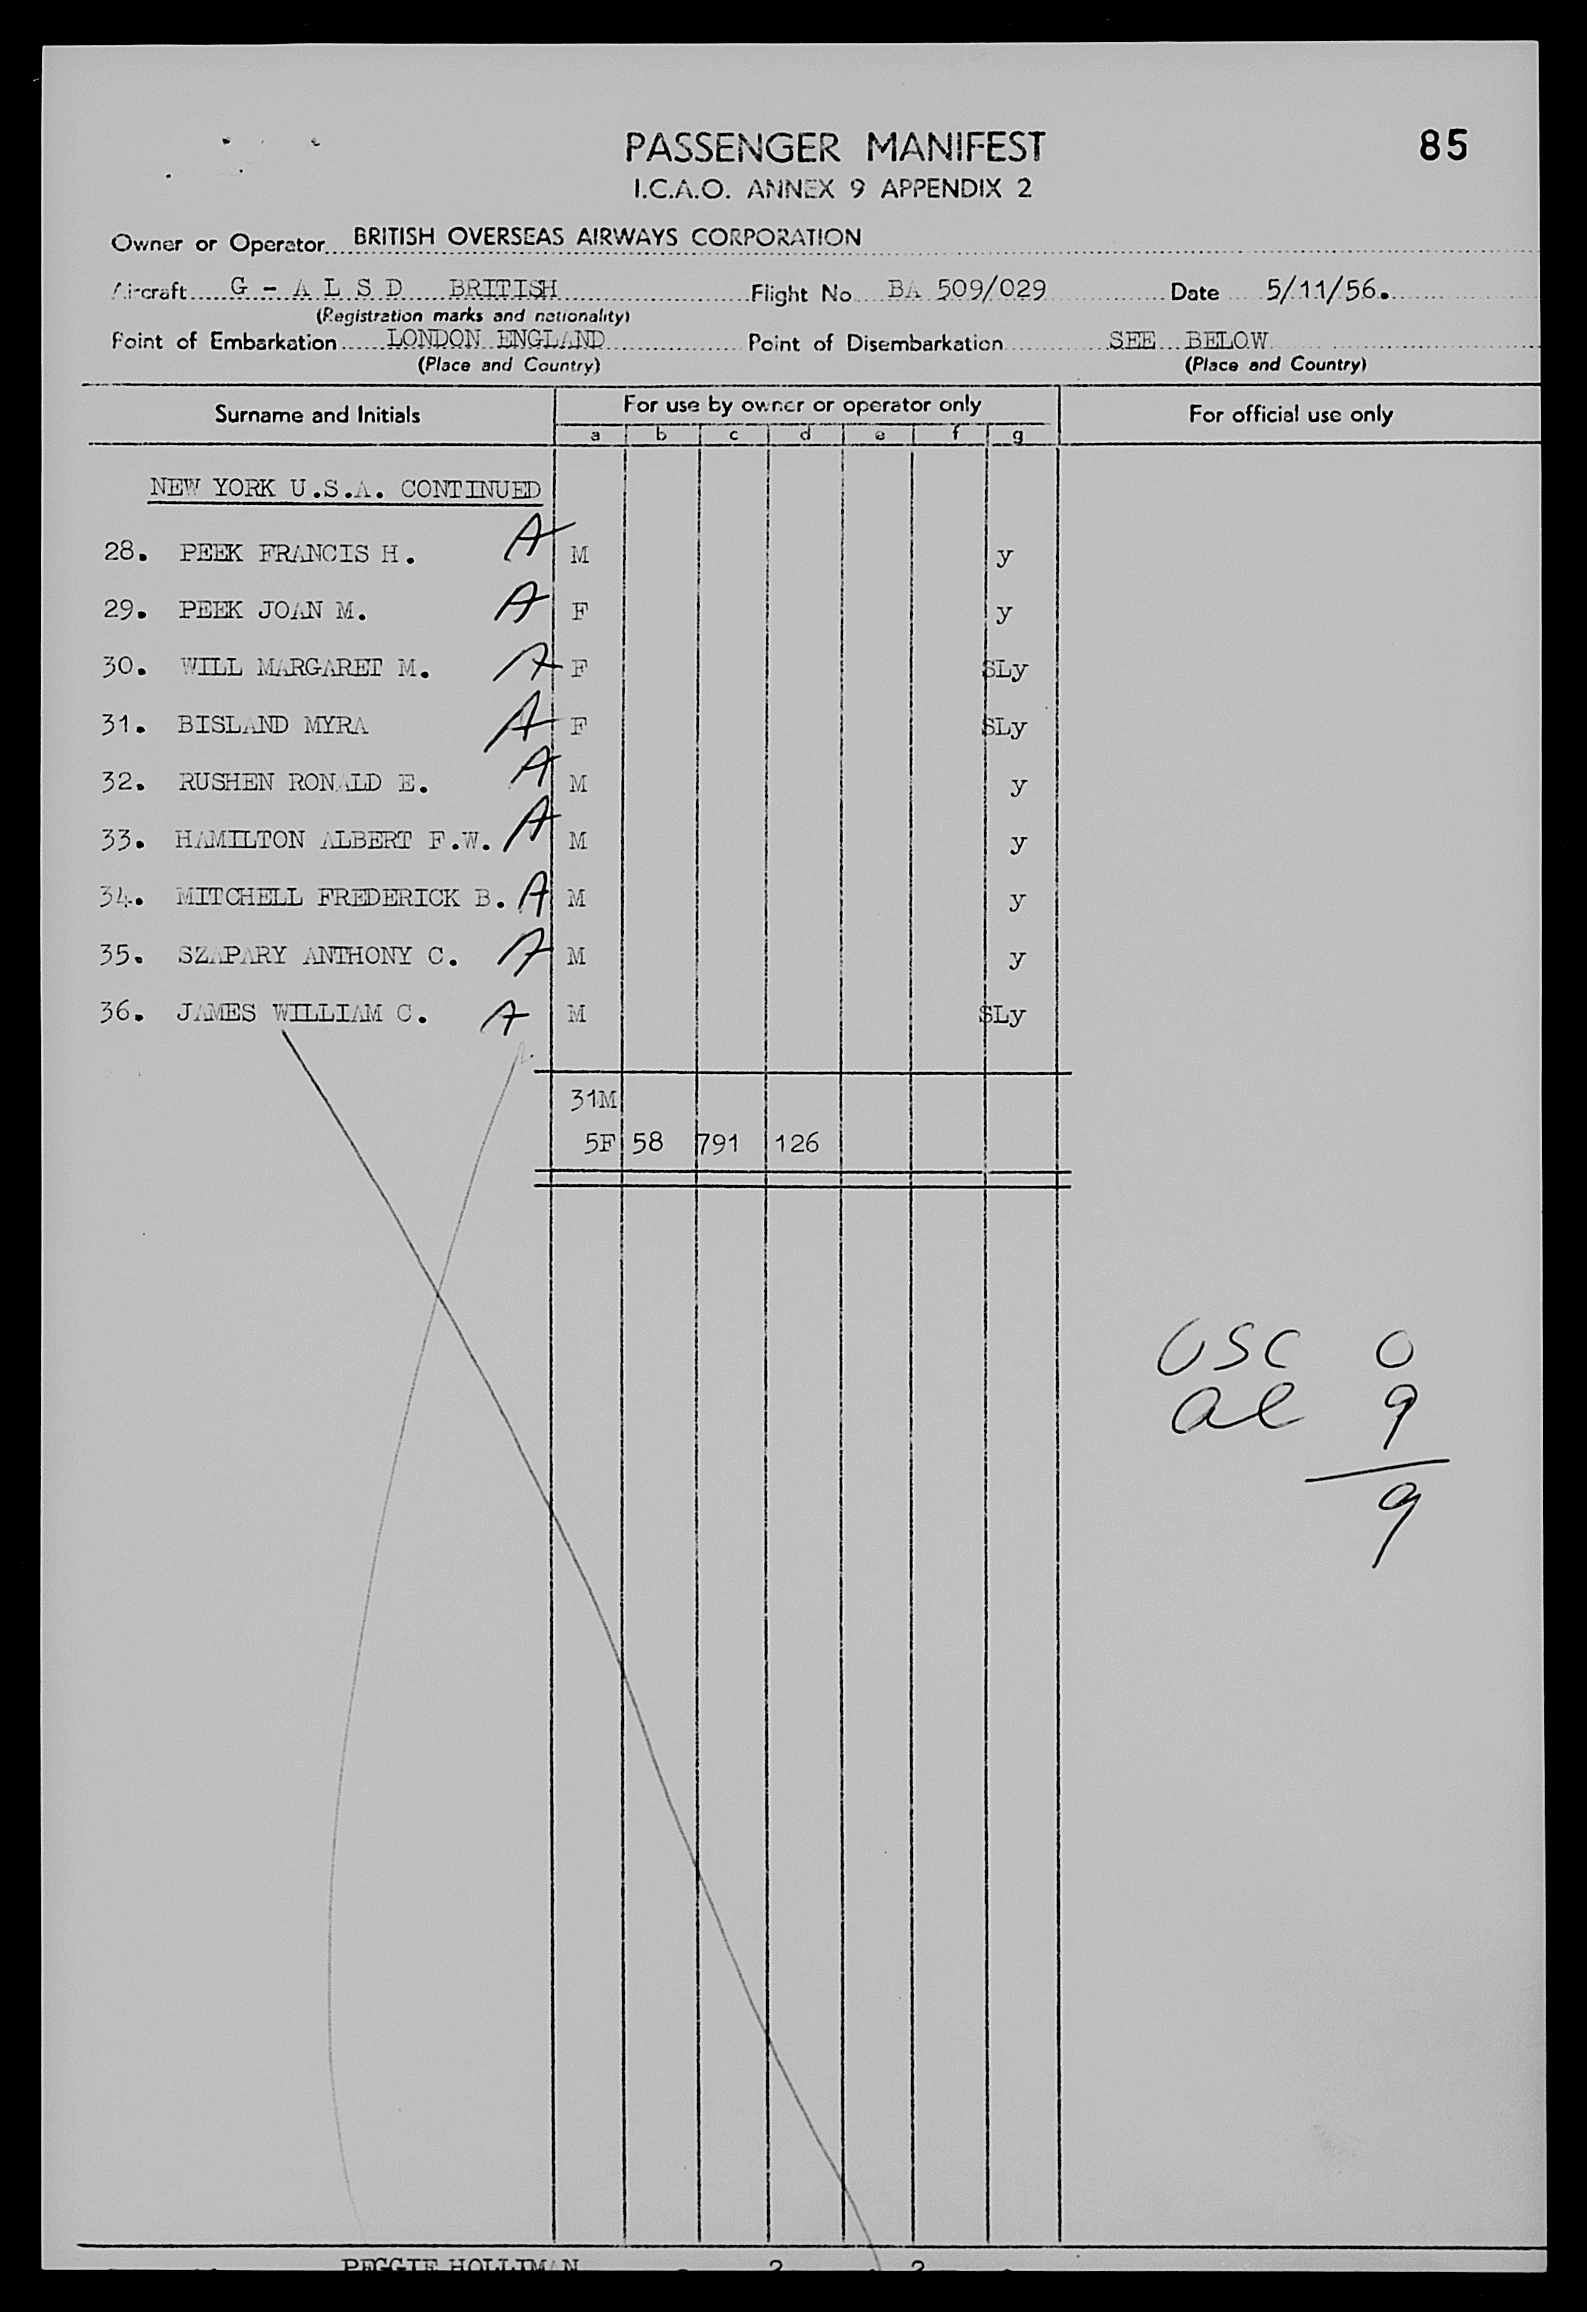 PASSENGER MANIFEST 85
I.C.A.O. ANNEX 9 APPENDIX 2
Owner or Operator BRITISH OVERSEAS AIRWAYS CORPORATION
Aircraft G - A L S D BRITISH Flight No BA 509/029 Date 5/11/56.
(Registration marks and nationality)
Point of Embarkation LONDON ENGLAND Point of Disembarkation SEE BELOW
(Place and Country) (Place and Country)
Surname and Initials For use by owner or operator only For official use only
a b c d e f g
NEW YORK U.S.A. CONTINUED
28. PEEK FRANCIS H. A M y
29. PEEK JOAN M. A F y
30. WILL MARGARET M. A F SLy
31. BISLAND MYRA A F SLy
32. RUSHEN RONALD E. A M y
33. HAMILTON ALBERT F.W. A M y
34. MITCHELL FREDERICK B. A M y
35. SZAPARY ANTHONY C. A M y
36. JAMES WILLIAM C. A M SLy
31M
5F 58 791 126
USC 0
al 9
9
PEGGIE HOLLIMAN